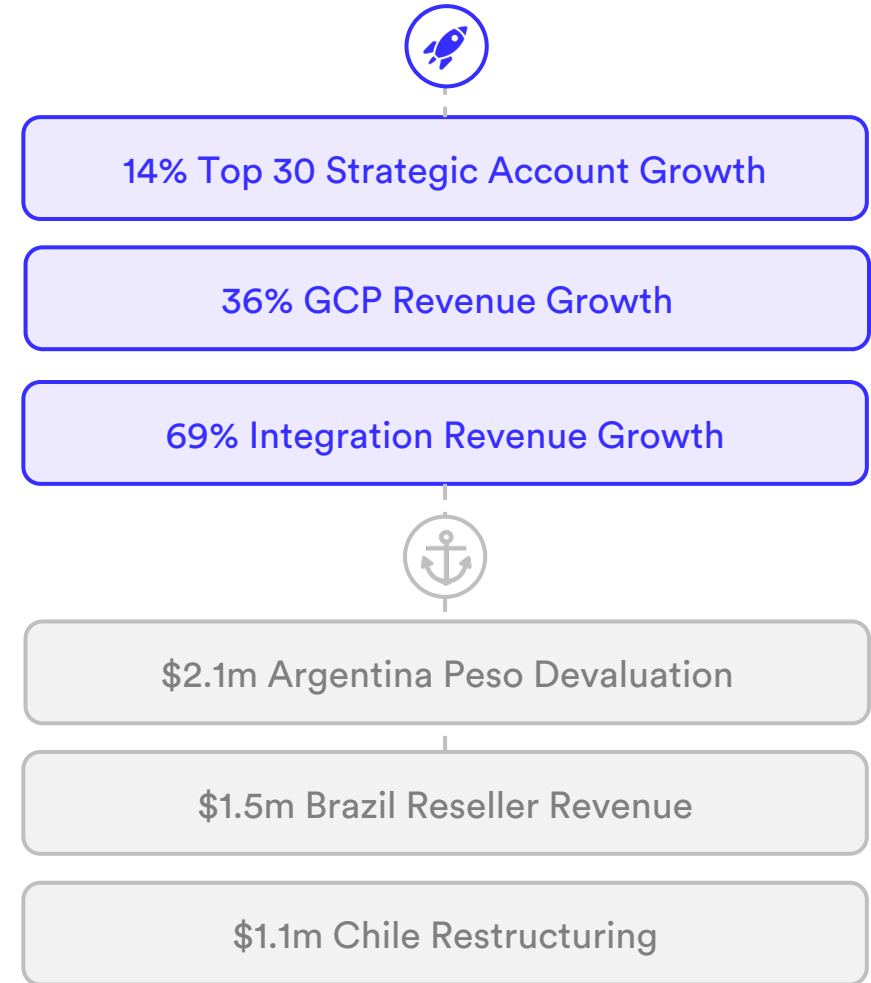 14% Top 30 Strategic Account Growth
36% GCP Revenue Growth
69% Integration Revenue Growth
$2.1m Argentina Peso Devaluation
$1.5m Brazil Reseller Revenue
$1.1m Chile Restructuring